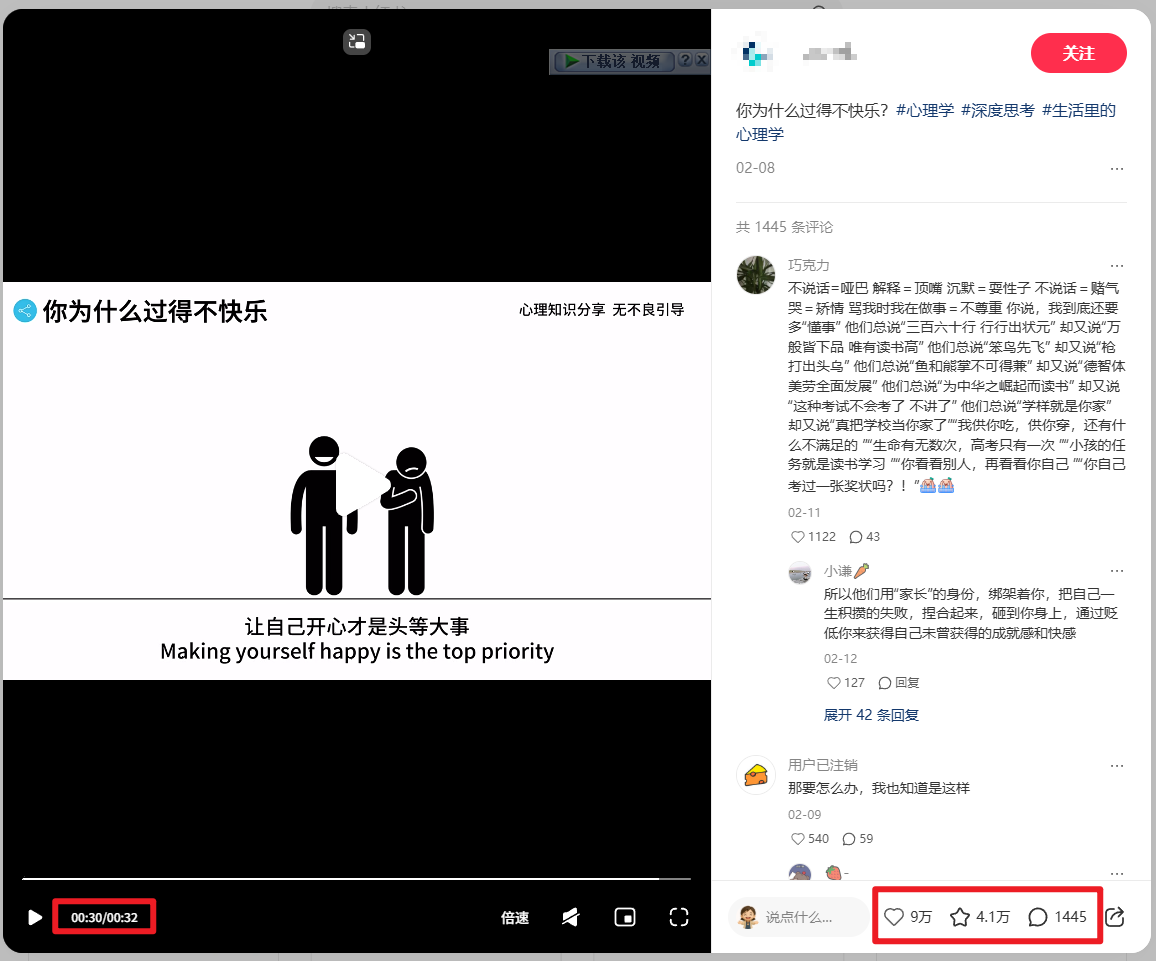 下载该 视频
?
X
你为什么过得不快乐
心理知识分享 无不良引导
让自己开心才是头等大事
Making yourself happy is the top priority
00:30/00:32
倍速
关注
你为什么过得不快乐? #心理学 #深度思考 #生活里的
心理学
02-08
...
共 1445 条评论
巧克力
...
不说话=哑巴 解释=顶嘴 沉默=耍性子 不说话=赌气
哭=矫情 骂我时我在做事=不尊重 你说，我到底还要
多“懂事” 他们总说“三百六十行 行行出状元” 却又说“万
般皆下品 唯有读书高” 他们总说“笨鸟先飞” 却又说“枪
打出头鸟” 他们总说“鱼和熊掌不可得兼” 却又说“德智体
美劳全面发展” 他们总说“为中华之崛起而读书” 却又说
“这种考试不会考了 不讲了” 他们总说“学样就是你家”
却又说“真把学校当你家了”“我供你吃，供你穿，还有什
么不满足的 ”“生命有无数次，高考只有一次 ”“小孩的任
务就是读书学习 ”“你看看别人，再看看你自己 ”“你自己
考过一张奖状吗？！”
02-11
1122 43
小谦
...
所以他们用“家长”的身份，绑架着你，把自己一
生积攒的失败，捏合起来，砸到你身上，通过贬
低你来获得自己未曾获得的成就感和快感
02-12
127 回复
展开 42 条回复
用户已注销
...
那要怎么办，我也知道是这样
02-09
540 59
-
...
说点什么...
9万 4.1万 1445